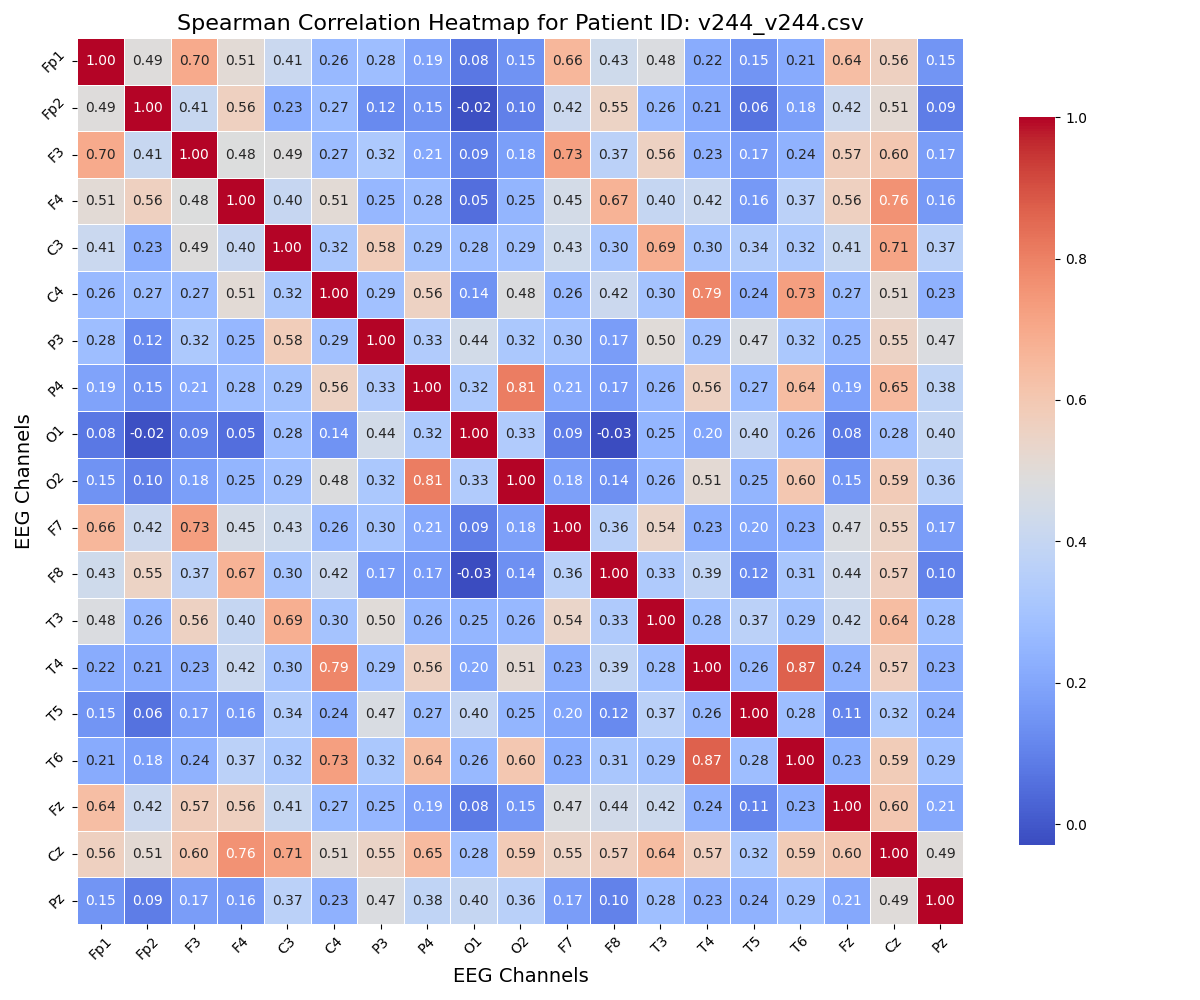 Spearman Correlation Heatmap for Patient ID: v244_v244.csv
Fp1 1.00 0.49 0.70 0.51 0.41 0.26 0.28 0.19 0.08 0.15 0.66 0.43 0.48 0.22 0.15 0.21 0.64 0.56 0.15
Fp2 0.49 1.00 0.41 0.56 0.23 0.27 0.12 0.15 -0.02 0.10 0.42 0.55 0.26 0.21 0.06 0.18 0.42 0.51 0.09
F3 0.70 0.41 1.00 0.48 0.49 0.27 0.32 0.21 0.09 0.18 0.73 0.37 0.56 0.23 0.17 0.24 0.57 0.60 0.17
F4 0.51 0.56 0.48 1.00 0.40 0.51 0.25 0.28 0.05 0.25 0.45 0.67 0.40 0.42 0.16 0.37 0.56 0.76 0.16
C3 0.41 0.23 0.49 0.40 1.00 0.32 0.58 0.29 0.28 0.29 0.43 0.30 0.69 0.30 0.34 0.32 0.41 0.71 0.37
C4 0.26 0.27 0.27 0.51 0.32 1.00 0.29 0.56 0.14 0.48 0.26 0.42 0.30 0.79 0.24 0.73 0.27 0.51 0.23
P3 0.28 0.12 0.32 0.25 0.58 0.29 1.00 0.33 0.44 0.32 0.30 0.17 0.50 0.29 0.47 0.32 0.25 0.55 0.47
P4 0.19 0.15 0.21 0.28 0.29 0.56 0.33 1.00 0.32 0.81 0.21 0.17 0.26 0.56 0.27 0.64 0.19 0.65 0.38
O1 0.08 -0.02 0.09 0.05 0.28 0.14 0.44 0.32 1.00 0.33 0.09 -0.03 0.25 0.20 0.40 0.26 0.08 0.28 0.40
O2 0.15 0.10 0.18 0.25 0.29 0.48 0.32 0.81 0.33 1.00 0.18 0.14 0.26 0.51 0.25 0.60 0.15 0.59 0.36
F7 0.66 0.42 0.73 0.45 0.43 0.26 0.30 0.21 0.09 0.18 1.00 0.36 0.54 0.23 0.20 0.23 0.47 0.55 0.17
F8 0.43 0.55 0.37 0.67 0.30 0.42 0.17 0.17 -0.03 0.14 0.36 1.00 0.33 0.39 0.12 0.31 0.44 0.57 0.10
T3 0.48 0.26 0.56 0.40 0.69 0.30 0.50 0.26 0.25 0.26 0.54 0.33 1.00 0.28 0.37 0.29 0.42 0.64 0.28
T4 0.22 0.21 0.23 0.42 0.30 0.79 0.29 0.56 0.20 0.51 0.23 0.39 0.28 1.00 0.26 0.87 0.24 0.57 0.23
T5 0.15 0.06 0.17 0.16 0.34 0.24 0.47 0.27 0.40 0.25 0.20 0.12 0.37 0.26 1.00 0.28 0.11 0.32 0.24
T6 0.21 0.18 0.24 0.37 0.32 0.73 0.32 0.64 0.26 0.60 0.23 0.31 0.29 0.87 0.28 1.00 0.23 0.59 0.29
Fz 0.64 0.42 0.57 0.56 0.41 0.27 0.25 0.19 0.08 0.15 0.47 0.44 0.42 0.24 0.11 0.23 1.00 0.60 0.21
Cz 0.56 0.51 0.60 0.76 0.71 0.51 0.55 0.65 0.28 0.59 0.55 0.57 0.64 0.57 0.32 0.59 0.60 1.00 0.49
Pz 0.15 0.09 0.17 0.16 0.37 0.23 0.47 0.38 0.40 0.36 0.17 0.10 0.28 0.23 0.24 0.29 0.21 0.49 1.00
Fp1 Fp2 F3 F4 C3 C4 P3 P4 O1 O2 F7 F8 T3 T4 T5 T6 Fz Cz Pz
EEG Channels
EEG Channels
1.0
0.8
0.6
0.4
0.2
0.0